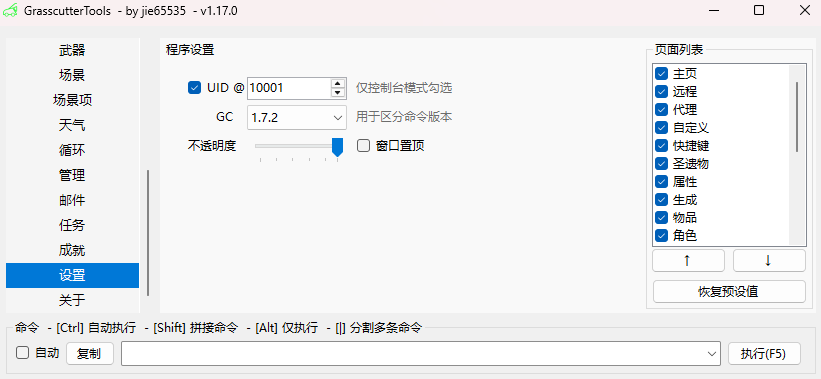 GrasscutterTools - by jie65535 - v1.17.0
武器
场景
场景项
天气
循环
管理
邮件
任务
成就
设置
关于
程序设置
UID @ 10001 仅控制台模式勾选
GC 1.7.2 用于区分命令版本
不透明度 窗口置顶
页面列表
主页
远程
代理
自定义
快捷键
圣遗物
属性
生成
物品
角色
↑ ↓
恢复预设值
命令 - [Ctrl] 自动执行 - [Shift] 拼接命令 - [Alt] 仅执行 - [|] 分割多条命令
自动 复制 执行(F5)